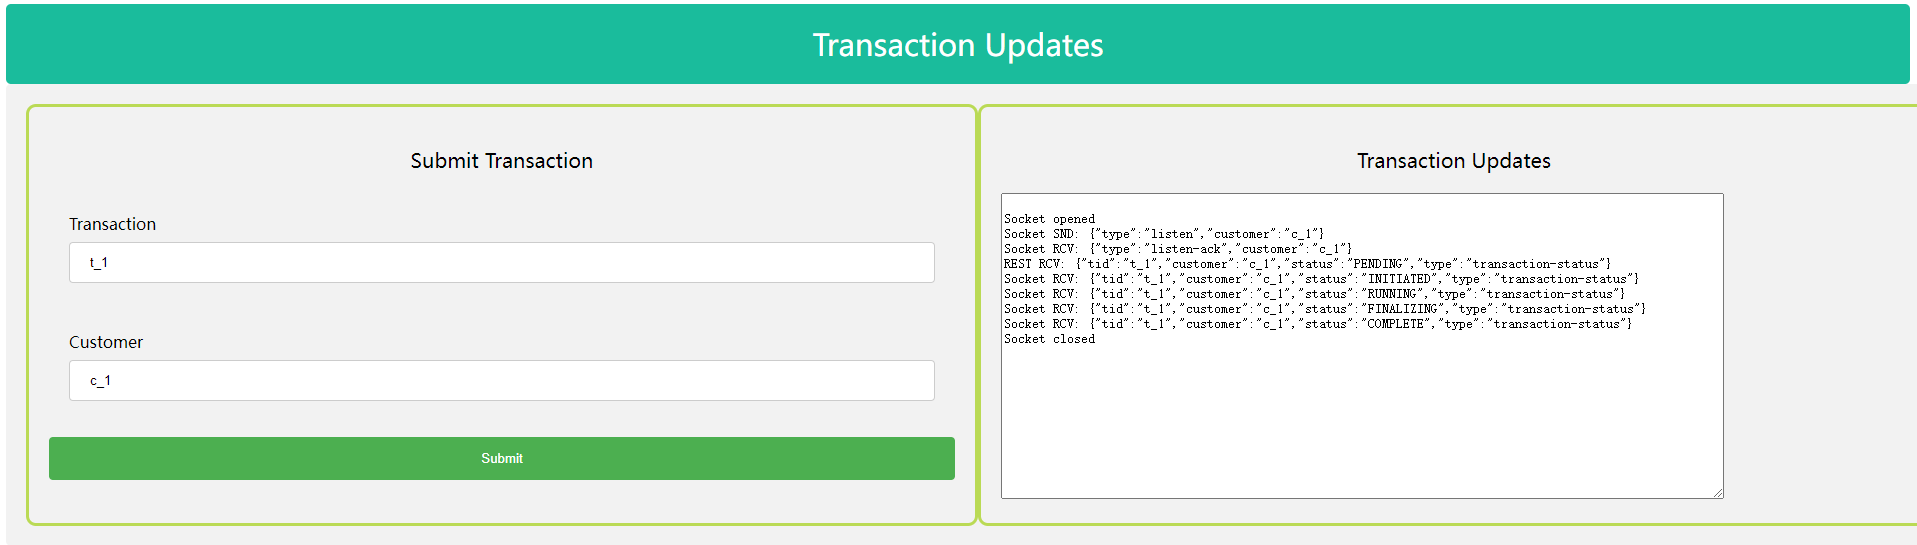 Transaction Updates
Submit Transaction
Transaction
t_1
Customer
c_1
Submit
Transaction Updates
Socket opened
Socket SND: {"type":"listen","customer":"c_1"}
Socket RCV: {"type":"listen-ack","customer":"c_1"}
REST RCV: {"tid":"t_1","customer":"c_1","status":"PENDING","type":"transaction-status"}
Socket RCV: {"tid":"t_1","customer":"c_1","status":"INITIATED","type":"transaction-status"}
Socket RCV: {"tid":"t_1","customer":"c_1","status":"RUNNING","type":"transaction-status"}
Socket RCV: {"tid":"t_1","customer":"c_1","status":"FINALIZING","type":"transaction-status"}
Socket RCV: {"tid":"t_1","customer":"c_1","status":"COMPLETE","type":"transaction-status"}
Socket closed